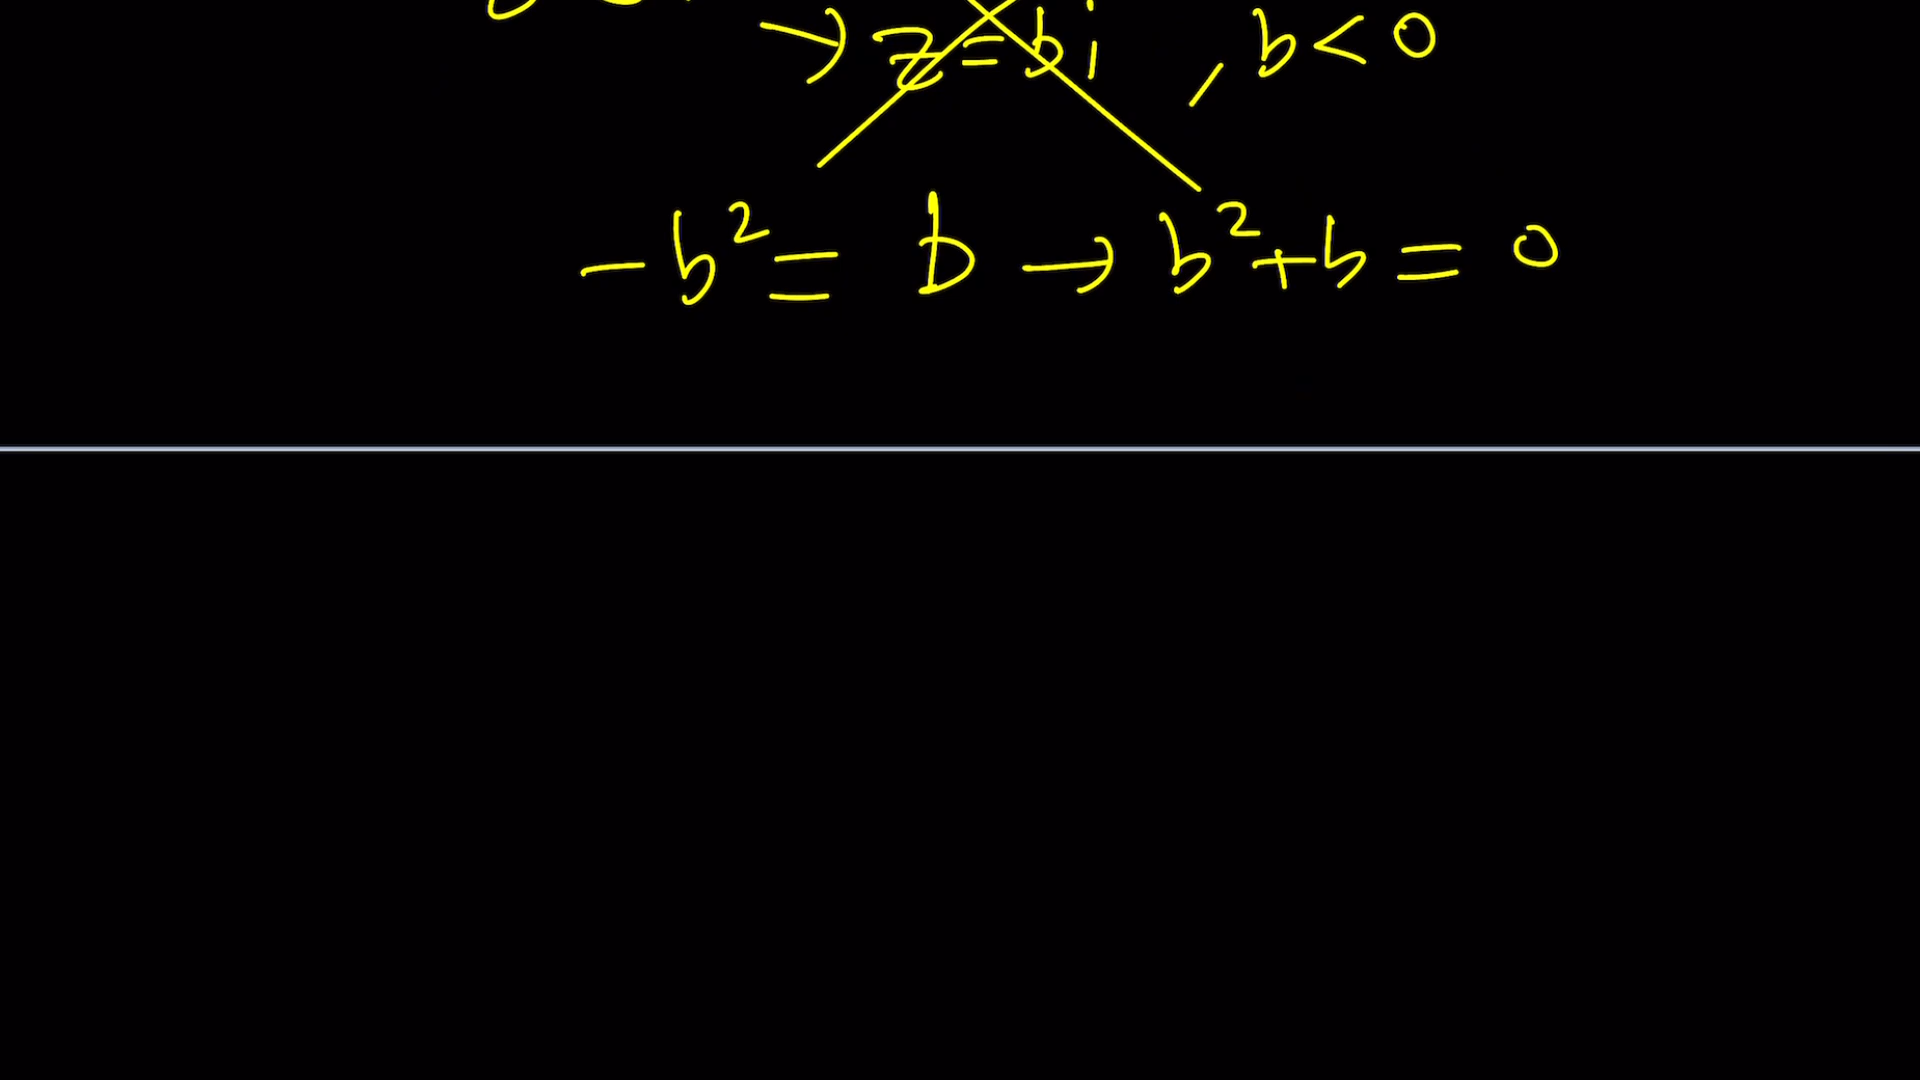 → z = bi , b < 0
-b² = b → b² + b = 0